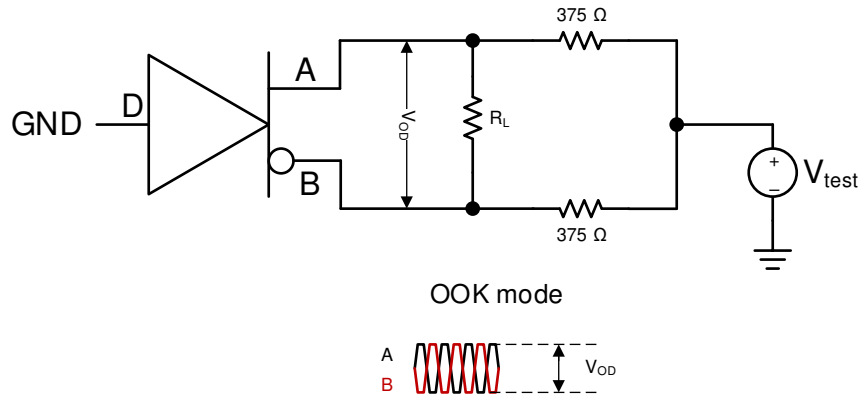 375 Ω
A
D
GND
VOD
RL
B
+
−
Vtest
375 Ω
OOK mode
A
B
VOD